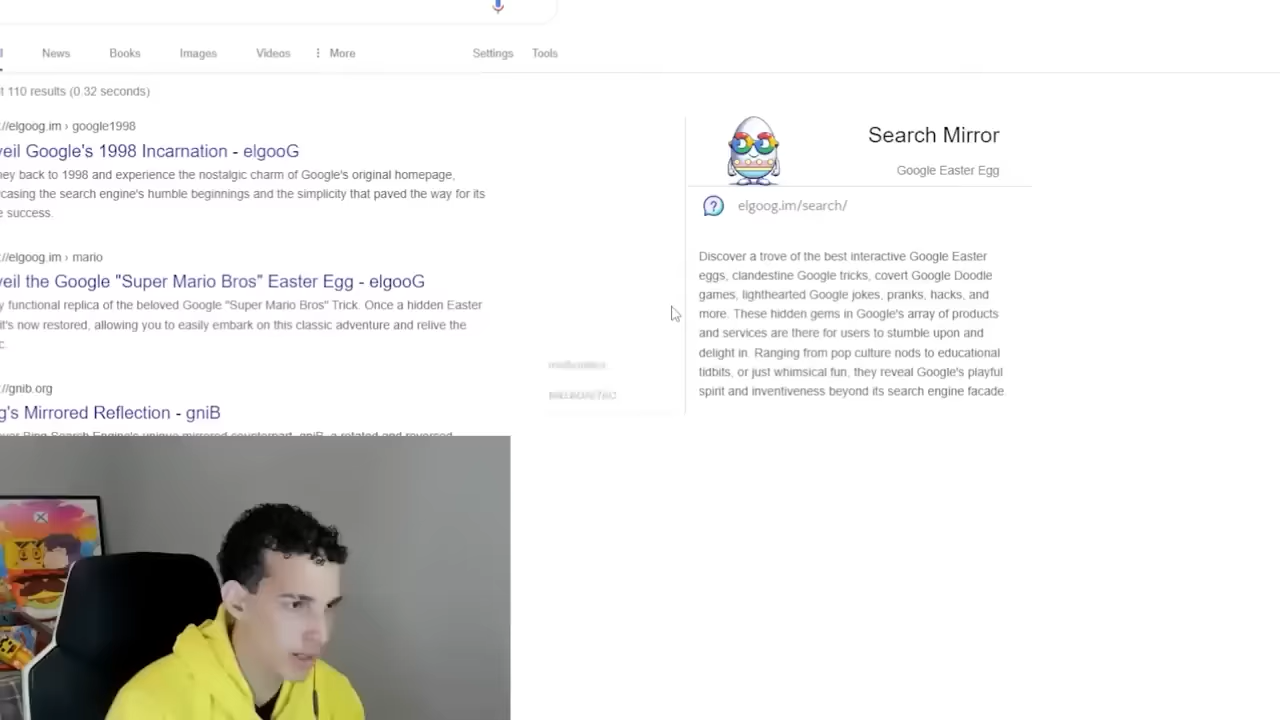 News Books Images Videos More Settings Tools
110 results (0.32 seconds)
://elgoog.im › google1998
veil Google's 1998 Incarnation - elgooG
ney back to 1998 and experience the nostalgic charm of Google's original homepage,
casing the search engine's humble beginnings and the simplicity that paved the way for its
e success.
://elgoog.im › mario
veil the Google "Super Mario Bros" Easter Egg - elgooG
y functional replica of the beloved Google "Super Mario Bros" Trick. Once a hidden Easter
it's now restored, allowing you to easily embark on this classic adventure and relive the
c.
://gnib.org
g's Mirrored Reflection - gniB
Search Mirror
Google Easter Egg
elgoog.im/search/
Discover a trove of the best interactive Google Easter
eggs, clandestine Google tricks, covert Google Doodle
games, lighthearted Google jokes, pranks, hacks, and
more. These hidden gems in Google's array of products
and services are there for users to stumble upon and
delight in. Ranging from pop culture nods to educational
tidbits, or just whimsical fun, they reveal Google's playful
spirit and inventiveness beyond its search engine facade